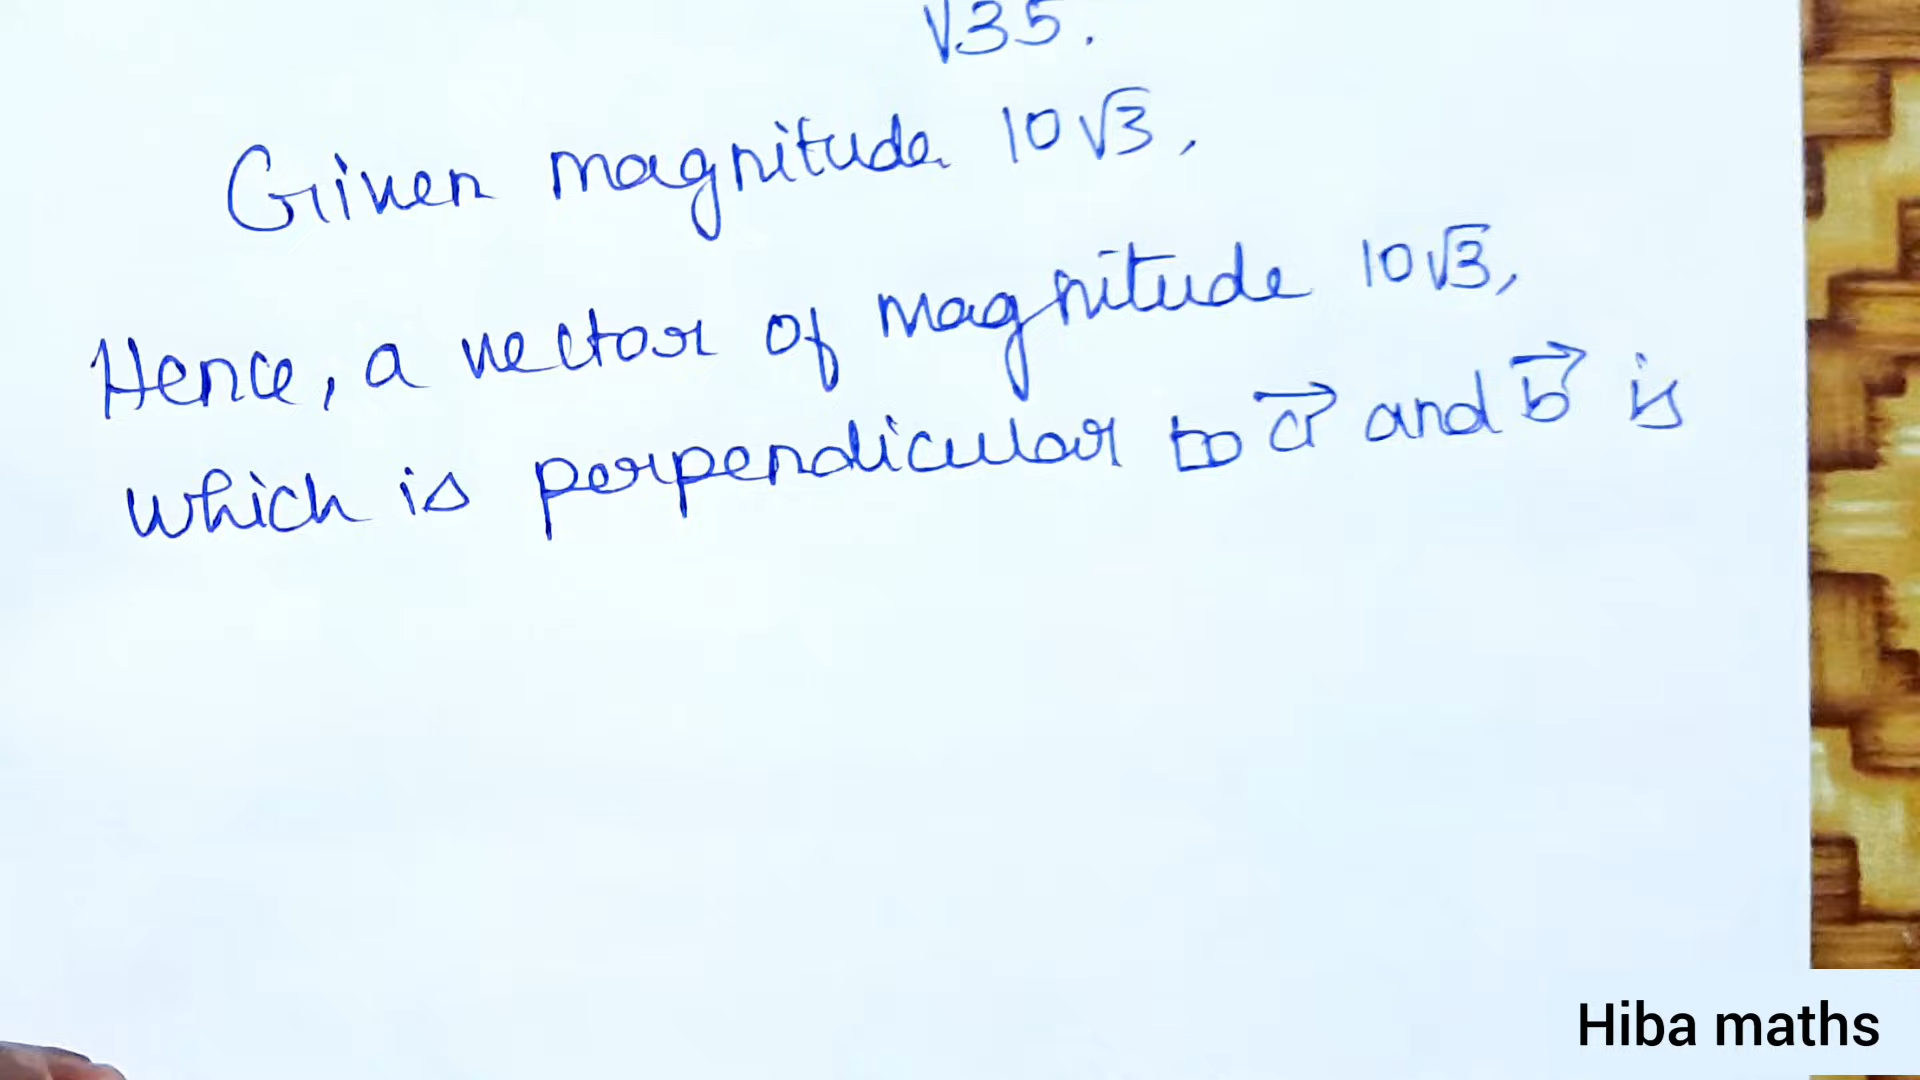 √35.
Given magnitude 10√3,
Hence, a vector of magnitude 10√3,
which is perpendicular to a⃗ and b⃗ is
Hiba maths